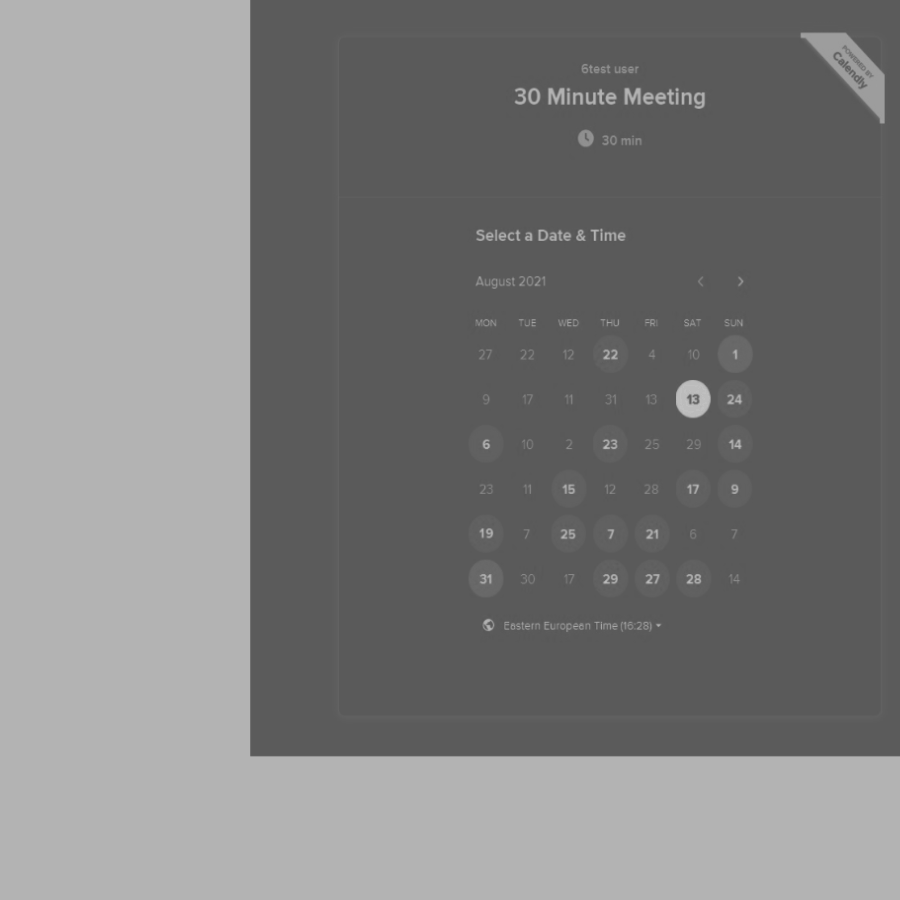 POWERED BY
Calendly
6test user
30 Minute Meeting
30 min
Select a Date & Time
August 2021
MON TUE WED THU FRI SAT SUN
27 22 12 22 4 10 1
9 17 11 31 13 13 24
6 10 2 23 25 29 14
23 11 15 12 28 17 9
19 7 25 7 21 6 7
31 30 17 29 27 28 14
Eastern European Time (16:28)